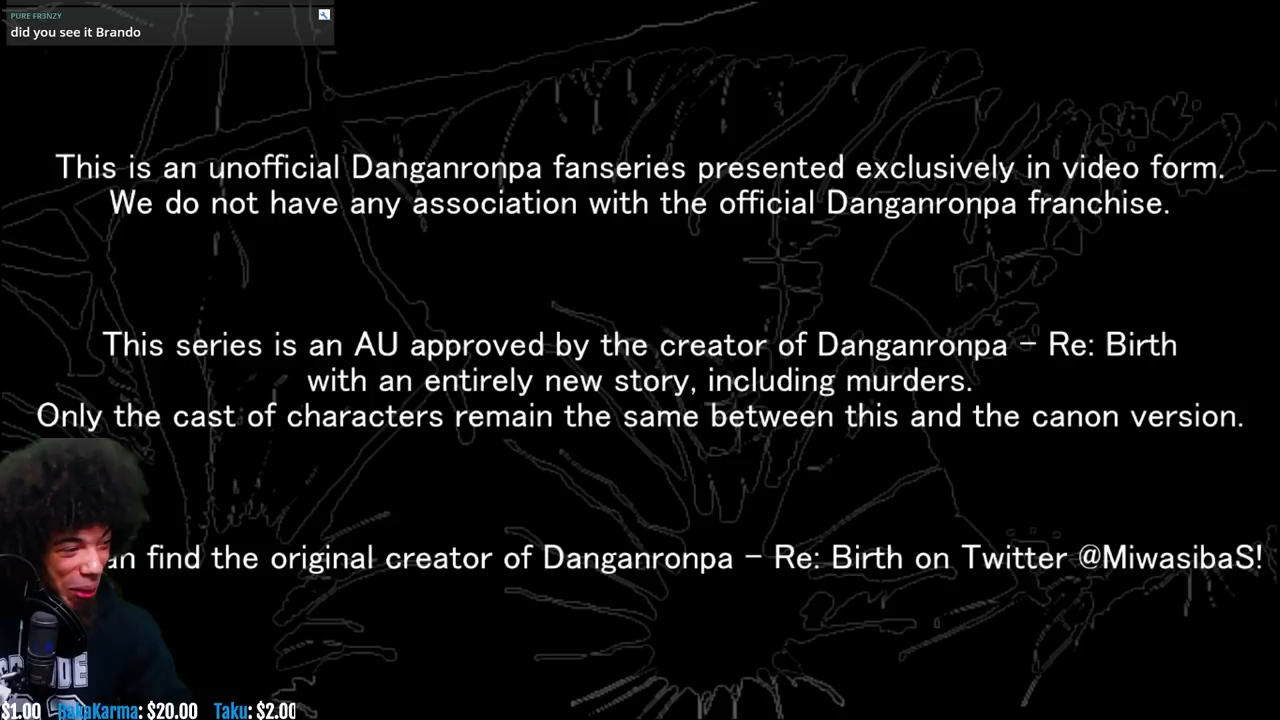 PURE FR3NZY
did you see it Brando
This is an unofficial Danganronpa fanseries presented exclusively in video form.
We do not have any association with the official Danganronpa franchise.
This series is an AU approved by the creator of Danganronpa - Re: Birth
with an entirely new story, including murders.
Only the cast of characters remain the same between this and the canon version.
find the original creator of Danganronpa - Re: Birth on Twitter @MiwasibaS!
$1.00 BakaKarma: $20.00 Taku: $2.00